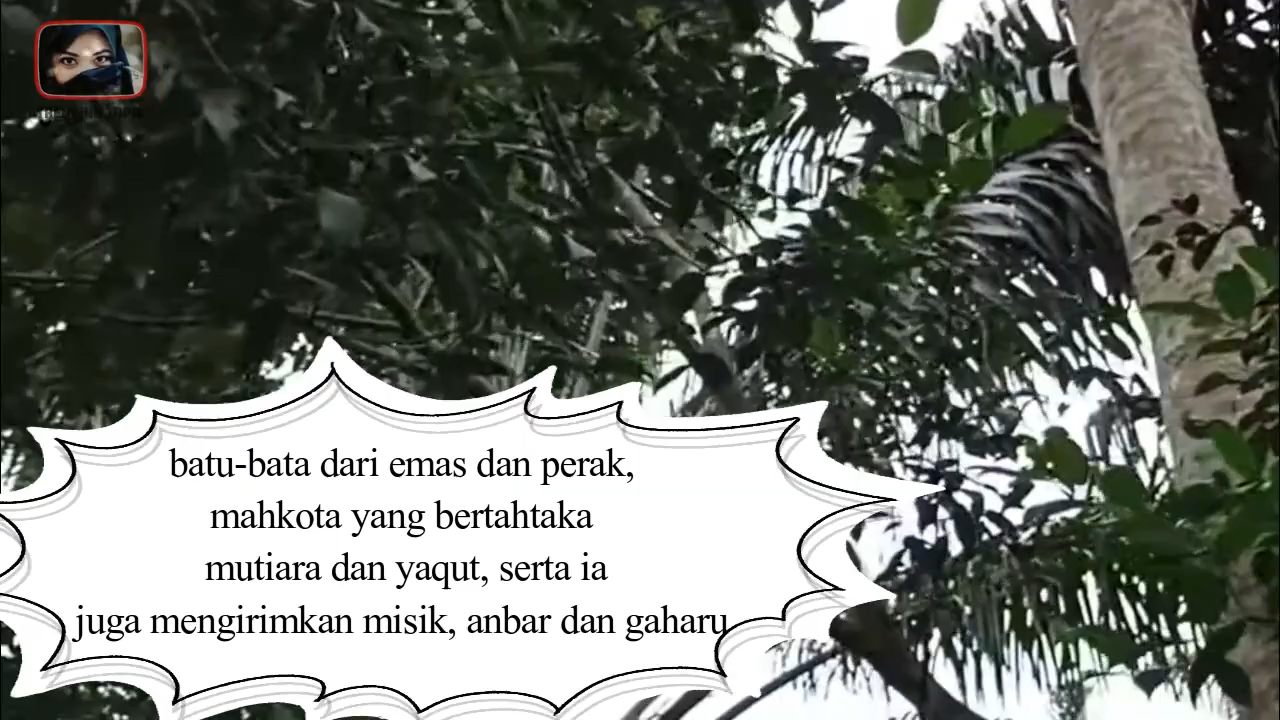 batu-bata dari emas dan perak,
mahkota yang bertahtaka
mutiara dan yaqut, serta ia
juga mengirimkan misik, anbar dan gaharu